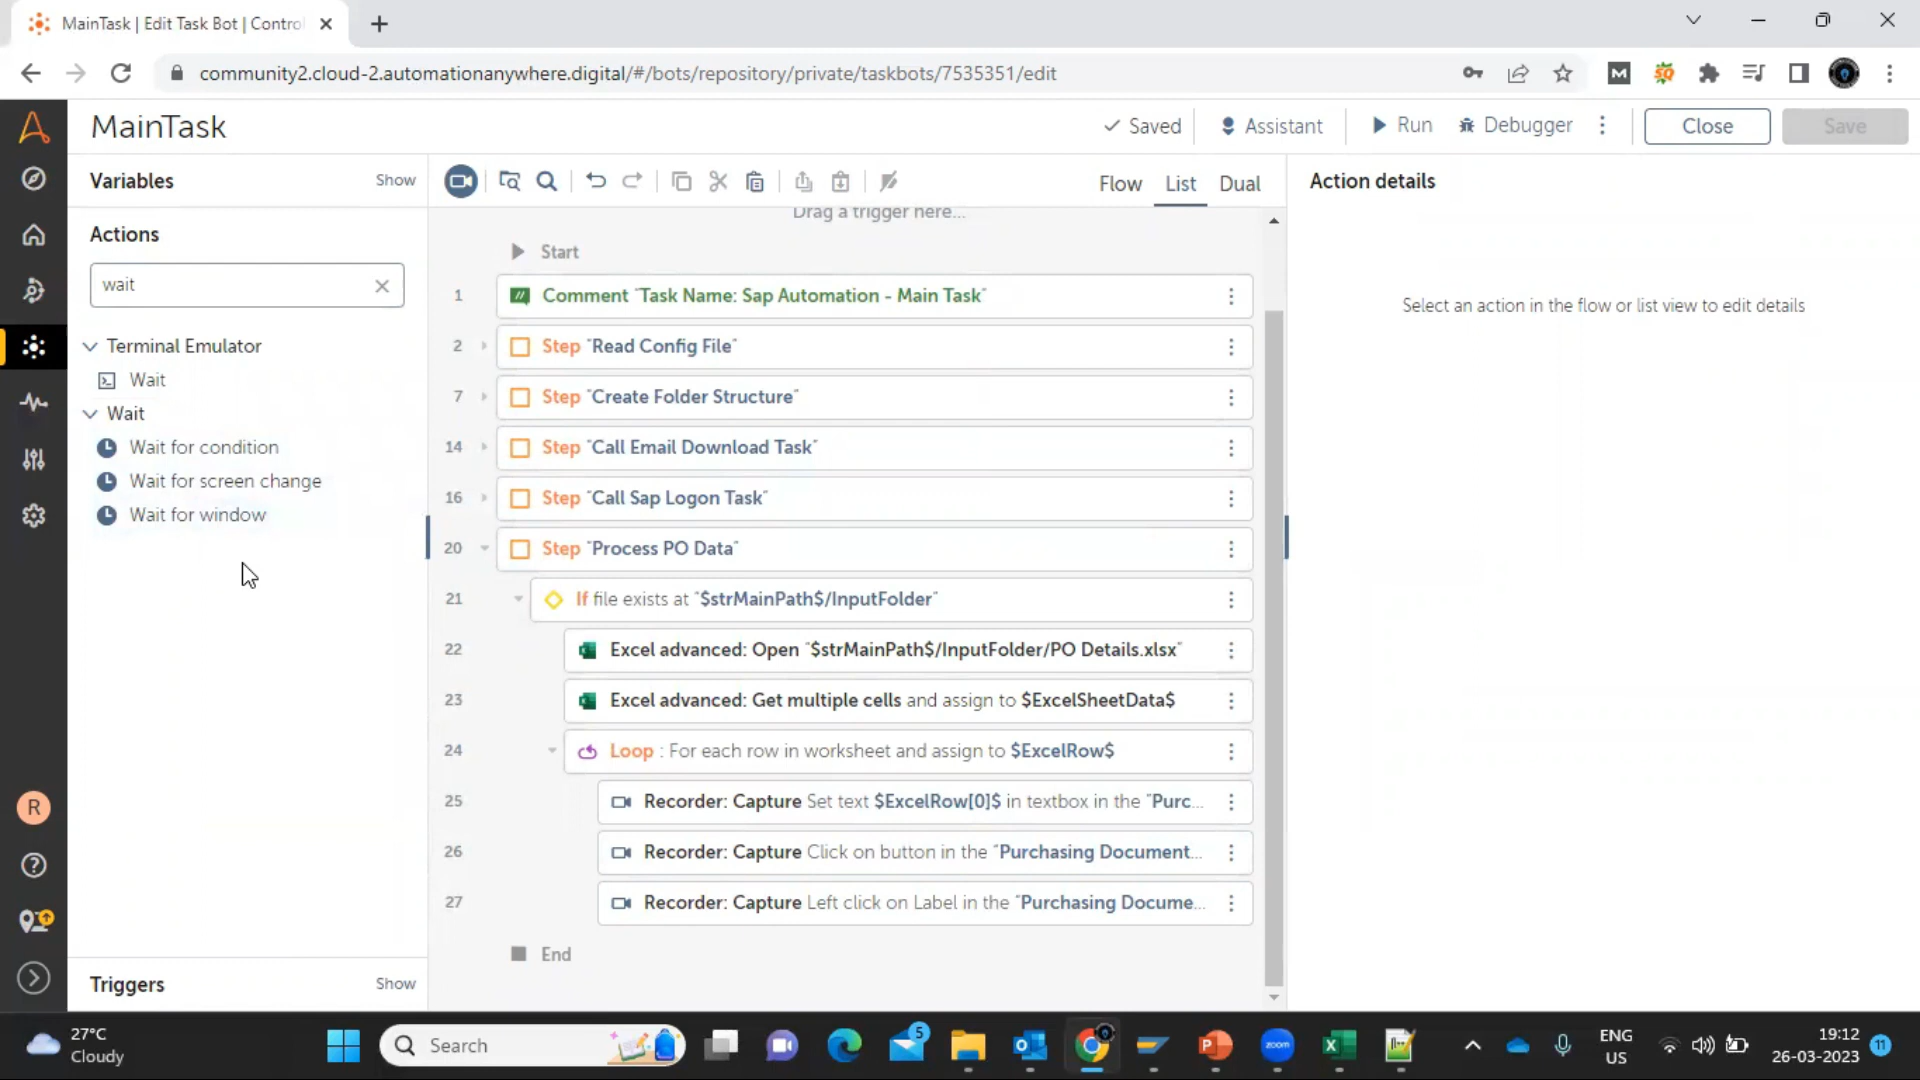 MainTask | Edit Task Bot | Contro
community2.cloud-2.automationanywhere.digital/#/bots/repository/private/taskbots/7535351/edit
MainTask
Saved
Assistant
Run
Debugger
Close
Save
Variables
Show
Flow
List
Dual
Action details
Actions
wait
Terminal Emulator
Wait
Wait
Wait for condition
Wait for screen change
Wait for window
Triggers
Show
Drag a trigger here...
Start
1 Comment "Task Name: Sap Automation - Main Task"
2 Step "Read Config File"
7 Step "Create Folder Structure"
14 Step "Call Email Download Task"
16 Step "Call Sap Logon Task"
20 Step "Process PO Data"
21 If file exists at "$strMainPath$/InputFolder"
22 Excel advanced: Open "$strMainPath$/InputFolder/PO Details.xlsx"
23 Excel advanced: Get multiple cells and assign to $ExcelSheetData$
24 Loop : For each row in worksheet and assign to $ExcelRow$
25 Recorder: Capture Set text $ExcelRow[0]$ in textbox in the "Purc...
26 Recorder: Capture Click on button in the "Purchasing Document...
27 Recorder: Capture Left click on Label in the "Purchasing Docume...
End
Select an action in the flow or list view to edit details
R
27°C
Cloudy
Search
5
zoom
ENG
US
19:12
26-03-2023
11